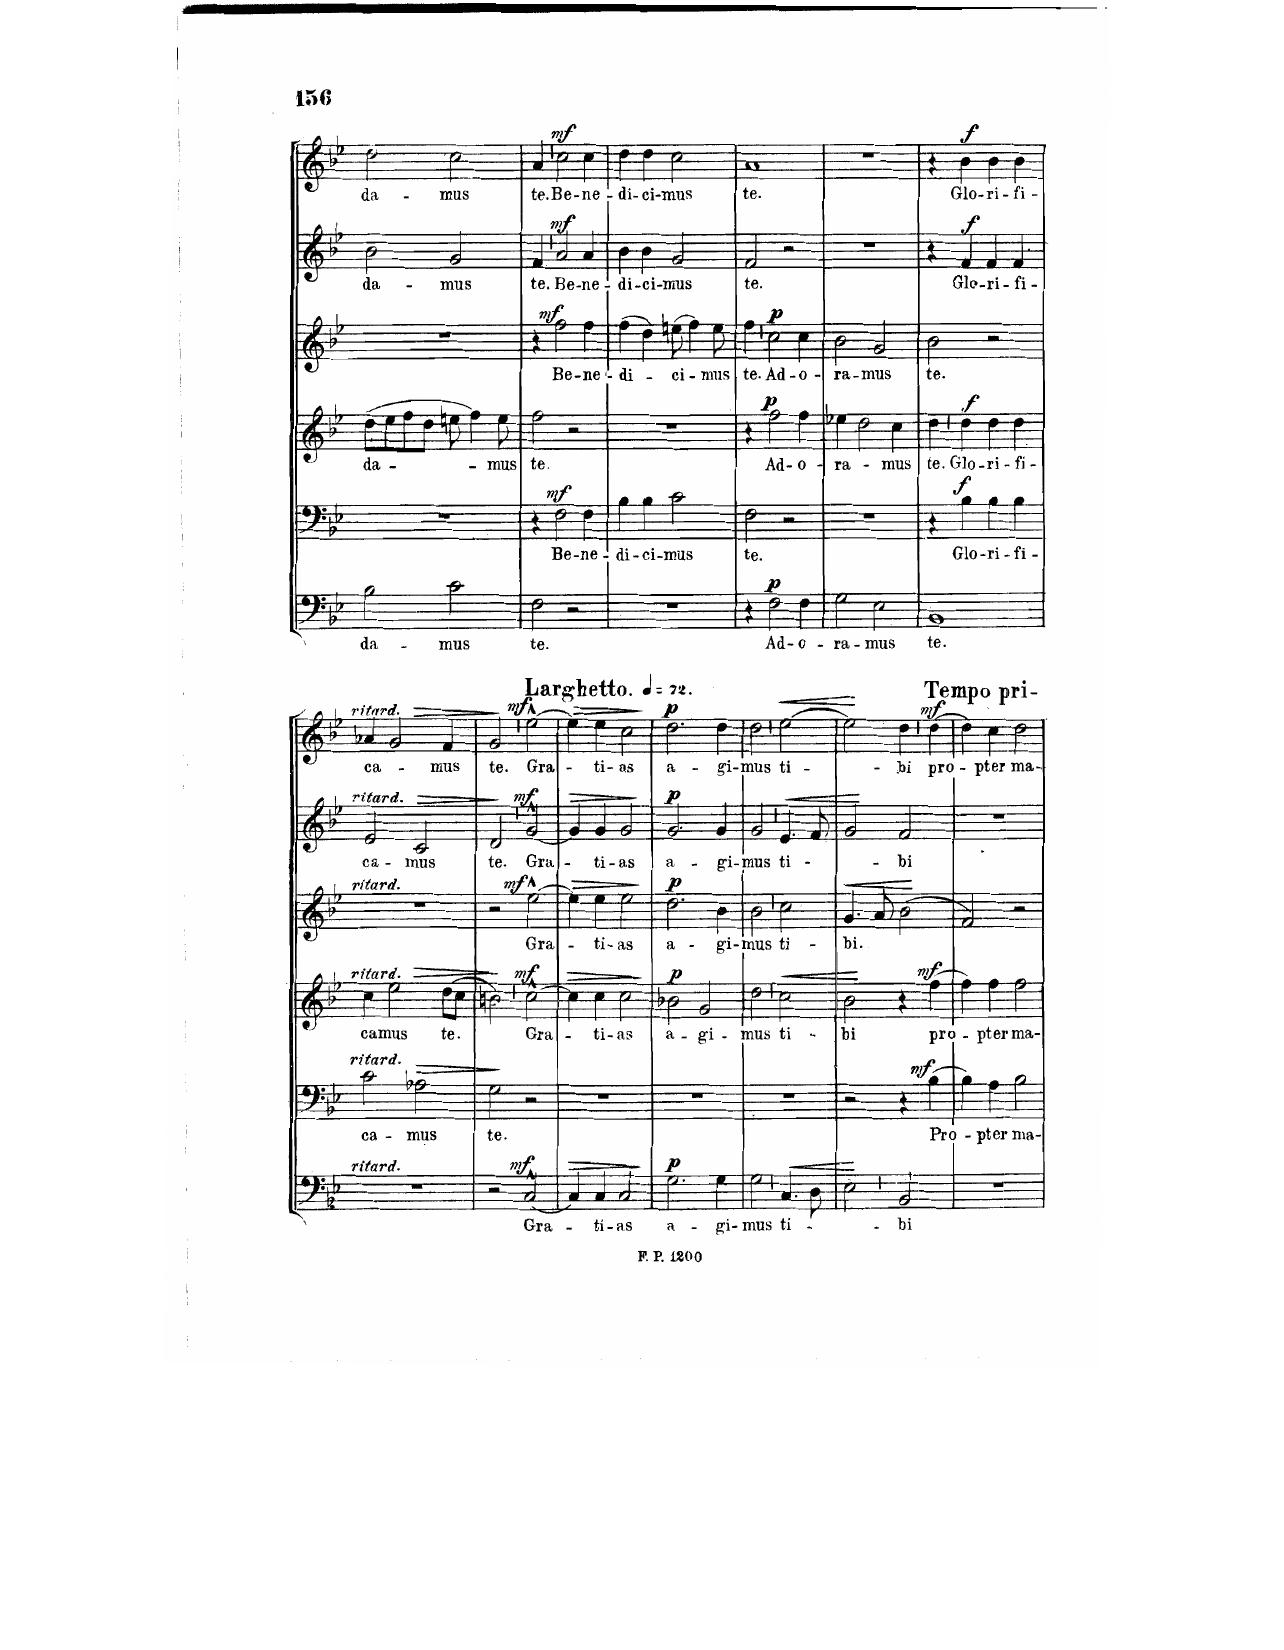 156
mf
da - mus te. Be - ne - di - ci - mus te. Glo - ri - fi -
f
mf
da - mus te. Be - ne - di - ci - mus te. Glo - ri - fi -
f
mf p
Be - ne - di - ci - mus te. Ad - o - ra - mus te.
p f
da - mus te. Ad - o - ra - mus te. Glo - ri - fi -
mf f
Be - ne - di - ci - mus te. Glo - ri - fi -
p
da - mus te. Ad - o - ra - mus te.
Larghetto. ♩ = 72. Tempo pri-
ritard. mf p mf
ca - mus te. Gra - ti - as a - gi - mus ti - bi pro - pter ma-
ritard. mf p
ca - mus te. Gra - ti - as a - gi - mus ti - bi
ritard. mf p
Gra - ti - as a - gi - mus ti - bi.
ritard. mf p mf
camus te. Gra - ti - as a - gi - mus ti - bi pro - pter ma-
ritard. mf
ca - mus te. Pro - pter ma-
ritard. mf p
Gra - ti - as a - gi - mus ti - bi
F. P. 1200